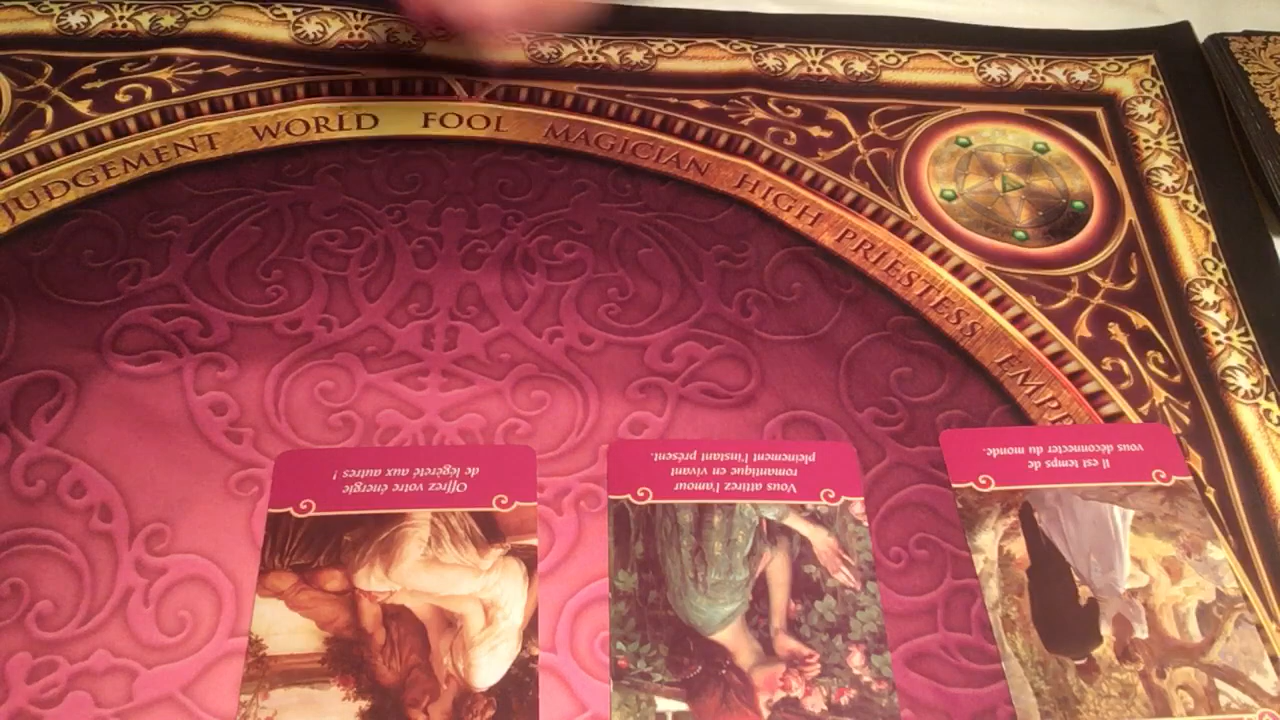 JUDGEMENT WORLD FOOL MAGICIAN HIGH PRIESTESS
Offrez votre énergie
de légèreté aux autres !
Vous attirez l'amour
romantique en vivant
pleinement l'instant présent.
Il est temps de
vous déconnecter du monde.